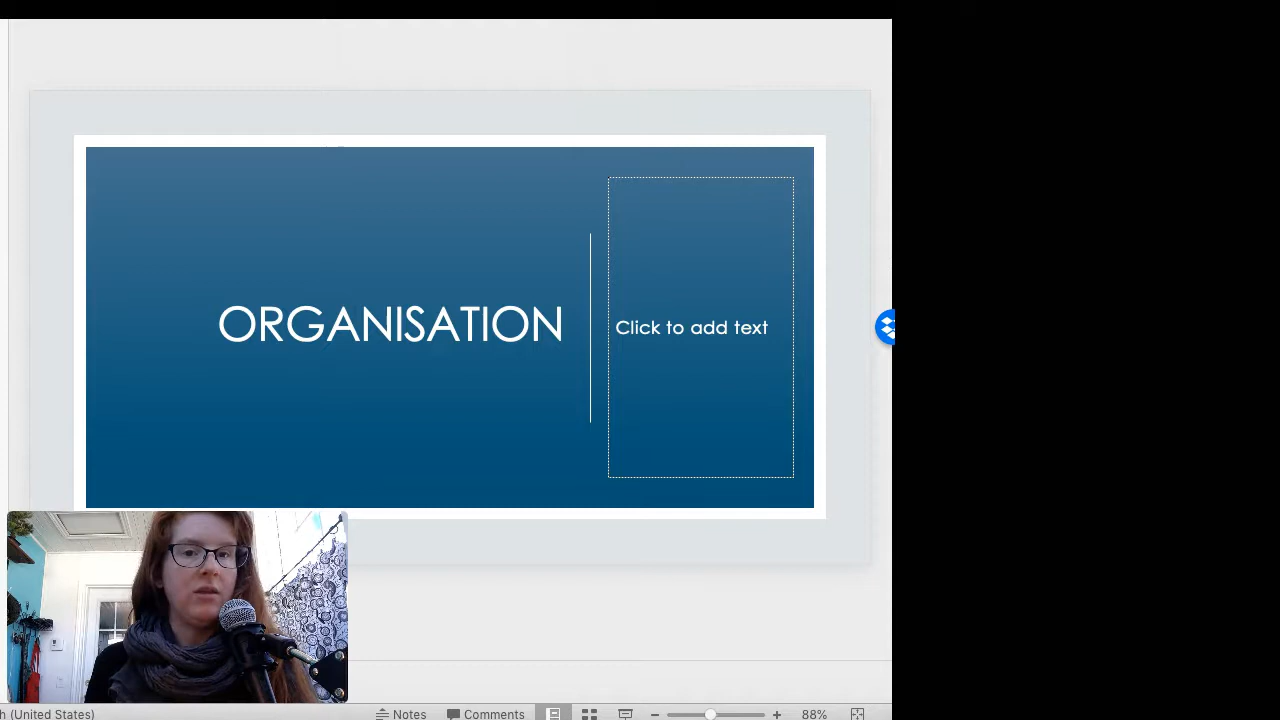 ORGANISATION
Click to add text
h (United States)
Notes
Comments
88%